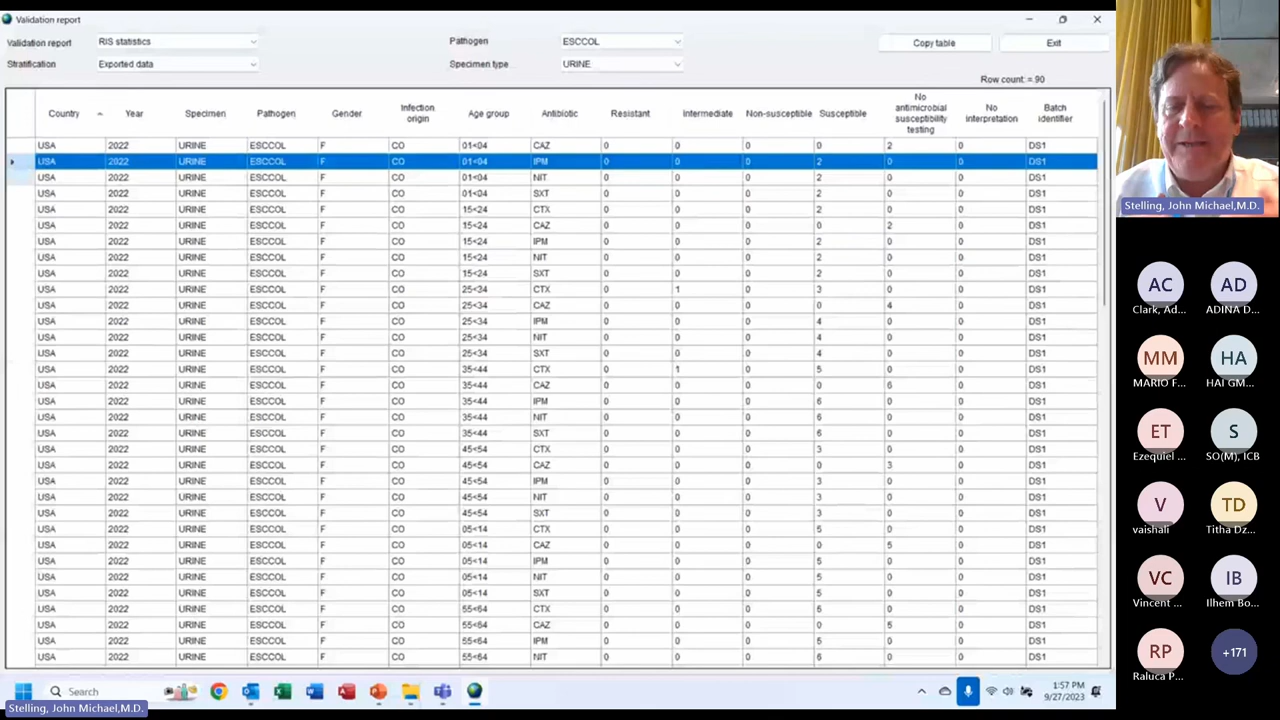 Validation report
Validation report RIS statistics Pathogen ESCCOL Copy table Exit
Stratification Exported data Specimen type URINE
Row count: = 90
Country Year Specimen Pathogen Gender Infection origin Age group Antibiotic Resistant Intermediate Non-susceptible Susceptible No antimicrobial susceptibility testing No interpretation Batch identifier
USA 2022 URINE ESCCOL F CO 01<04 CAZ 0 0 0 0 2 0 DS1
USA 2022 URINE ESCCOL F CO 01<04 IPM 0 0 0 2 0 0 DS1
USA 2022 URINE ESCCOL F CO 01<04 NIT 0 0 0 2 0 0 DS1
USA 2022 URINE ESCCOL F CO 01<04 SXT 0 0 0 2 0 0 DS1
USA 2022 URINE ESCCOL F CO 15<24 CTX 0 0 0 2 0 0 DS1
USA 2022 URINE ESCCOL F CO 15<24 CAZ 0 0 0 0 2 0 DS1
USA 2022 URINE ESCCOL F CO 15<24 IPM 0 0 0 2 0 0 DS1
USA 2022 URINE ESCCOL F CO 15<24 NIT 0 0 0 2 0 0 DS1
USA 2022 URINE ESCCOL F CO 15<24 SXT 0 0 0 2 0 0 DS1
USA 2022 URINE ESCCOL F CO 25<34 CTX 0 1 0 3 0 0 DS1
USA 2022 URINE ESCCOL F CO 25<34 CAZ 0 0 0 0 4 0 DS1
USA 2022 URINE ESCCOL F CO 25<34 IPM 0 0 0 4 0 0 DS1
USA 2022 URINE ESCCOL F CO 25<34 NIT 0 0 0 4 0 0 DS1
USA 2022 URINE ESCCOL F CO 25<34 SXT 0 0 0 4 0 0 DS1
USA 2022 URINE ESCCOL F CO 35<44 CTX 0 1 0 5 0 0 DS1
USA 2022 URINE ESCCOL F CO 35<44 CAZ 0 0 0 0 6 0 DS1
USA 2022 URINE ESCCOL F CO 35<44 IPM 0 0 0 6 0 0 DS1
USA 2022 URINE ESCCOL F CO 35<44 NIT 0 0 0 6 0 0 DS1
USA 2022 URINE ESCCOL F CO 35<44 SXT 0 0 0 6 0 0 DS1
USA 2022 URINE ESCCOL F CO 45<54 CTX 0 0 0 3 0 0 DS1
USA 2022 URINE ESCCOL F CO 45<54 CAZ 0 0 0 0 3 0 DS1
USA 2022 URINE ESCCOL F CO 45<54 IPM 0 0 0 3 0 0 DS1
USA 2022 URINE ESCCOL F CO 45<54 NIT 0 0 0 3 0 0 DS1
USA 2022 URINE ESCCOL F CO 45<54 SXT 0 0 0 3 0 0 DS1
USA 2022 URINE ESCCOL F CO 05<14 CTX 0 0 0 5 0 0 DS1
USA 2022 URINE ESCCOL F CO 05<14 CAZ 0 0 0 0 5 0 DS1
USA 2022 URINE ESCCOL F CO 05<14 IPM 0 0 0 5 0 0 DS1
USA 2022 URINE ESCCOL F CO 05<14 NIT 0 0 0 5 0 0 DS1
USA 2022 URINE ESCCOL F CO 05<14 SXT 0 0 0 5 0 0 DS1
USA 2022 URINE ESCCOL F CO 55<64 CTX 0 0 0 6 0 0 DS1
USA 2022 URINE ESCCOL F CO 55<64 CAZ 0 0 0 0 5 0 DS1
USA 2022 URINE ESCCOL F CO 55<64 IPM 0 0 0 5 0 0 DS1
USA 2022 URINE ESCCOL F CO 55<64 NIT 0 0 0 6 0 0 DS1
Search
1:57 PM
9/27/2023
Stelling, John Michael,M.D.
Stelling, John Michael,M.D.
AC AD
Clark, Ad... ADINA D...
MM HA
MARIO F... HAI GM...
ET S
Ezequiel ... SO(M), ICB
V TD
vaishali Titha Dz...
VC IB
Vincent ... Ilhem Bo...
RP +171
Raluca P...